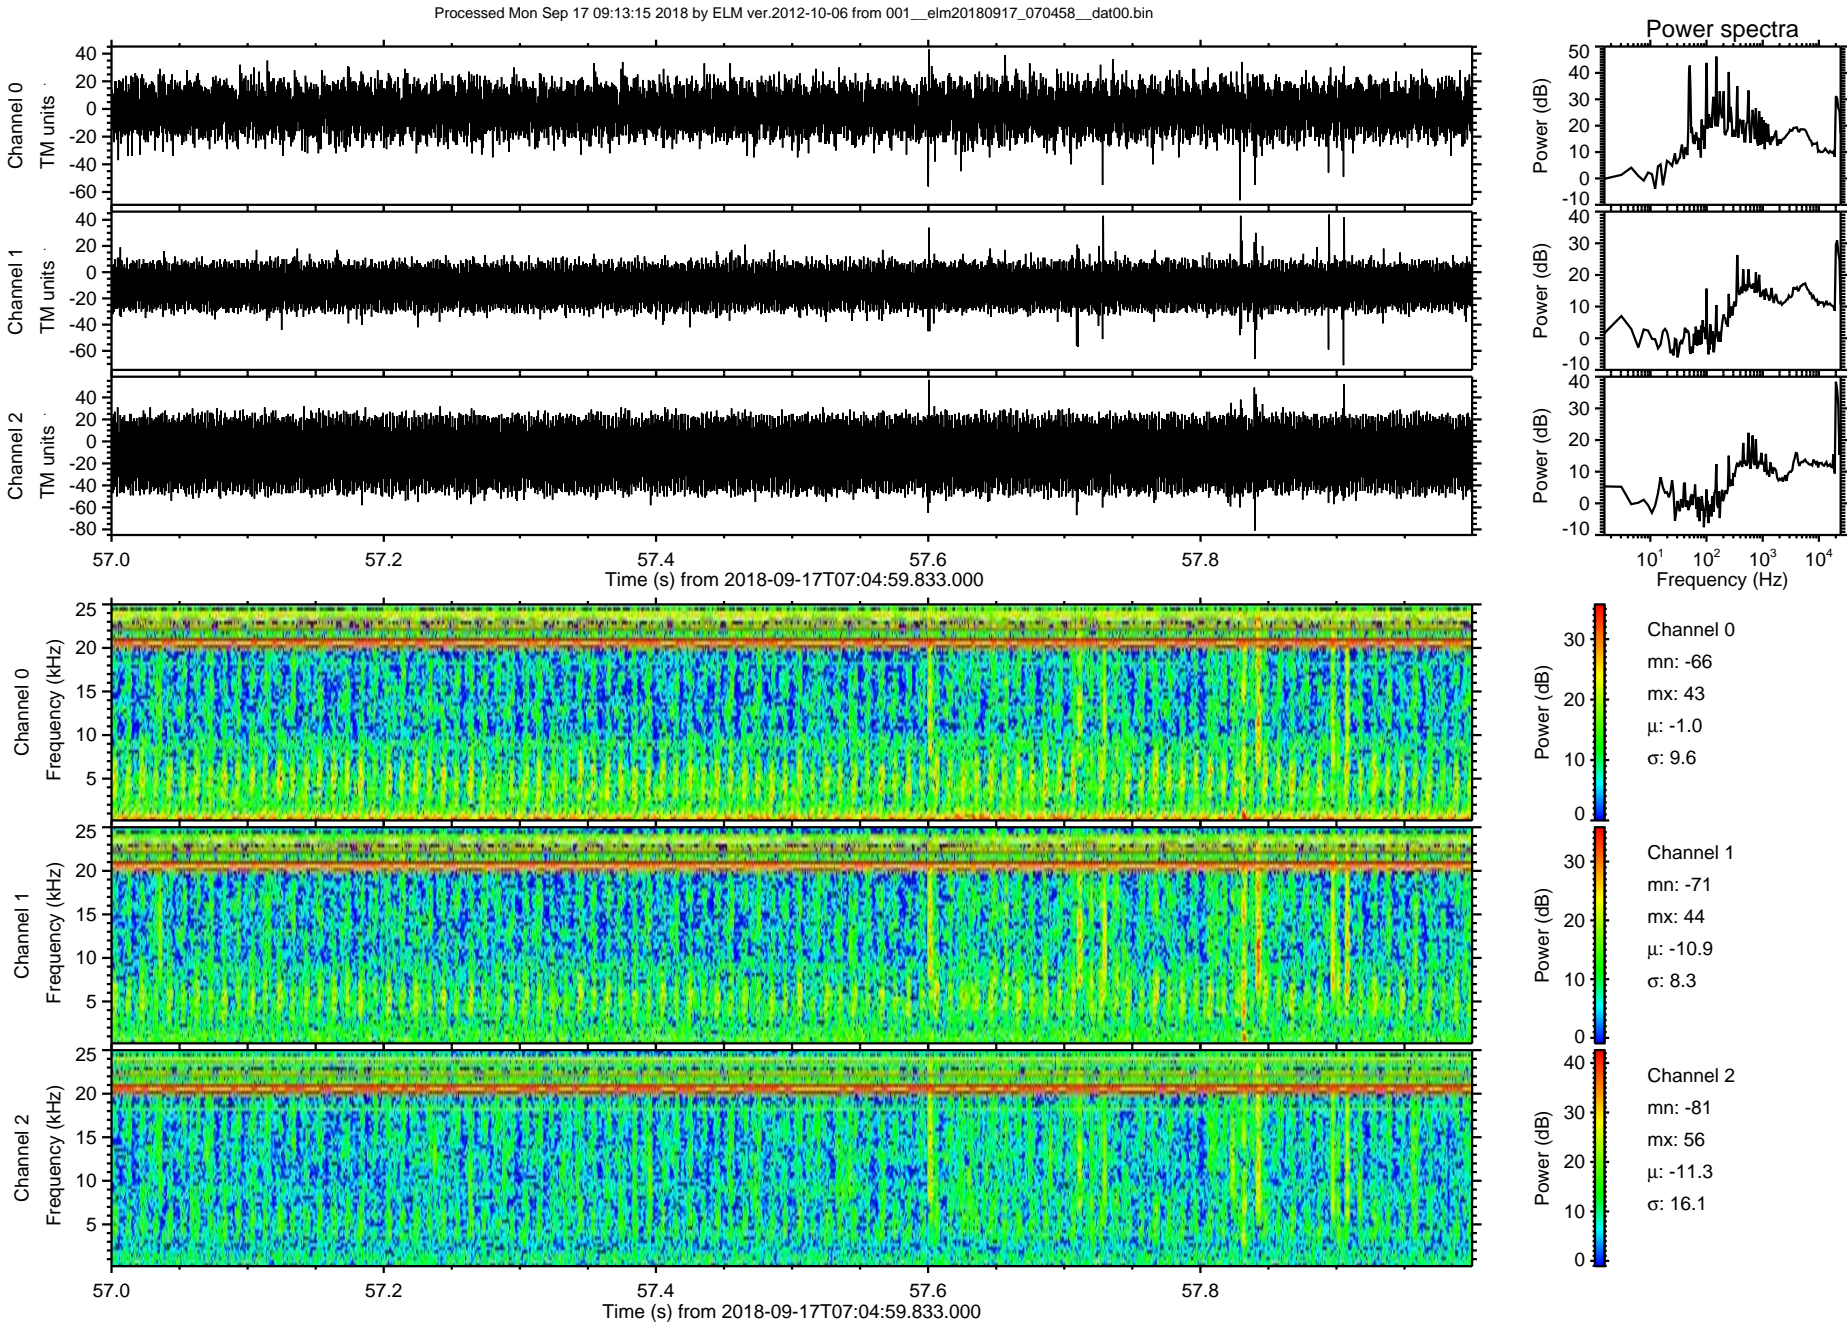 Processed Mon Sep 17 09:13:15 2018 by ELM ver.2012-10-06 from 001__elm20180917_070458__dat00.bin
Power spectra
Channel 0
TM units
40
20
0
-20
-40
-60
Power (dB)
50
40
30
20
10
0
-10
Channel 1
TM units
40
20
0
-20
-40
-60
Power (dB)
40
30
20
10
0
-10
Channel 2
TM units
40
20
0
-20
-40
-60
-80
Power (dB)
40
30
20
10
0
-10
57.0 57.2 57.4 57.6 57.8
Time (s) from 2018-09-17T07:04:59.833.000
10¹ 10² 10³ 10⁴
Frequency (Hz)
Channel 0
Frequency (kHz)
25
20
15
10
5
Power (dB)
30
20
10
0
Channel 0
mn: -66
mx: 43
μ: -1.0
σ: 9.6
Channel 1
Frequency (kHz)
25
20
15
10
5
Power (dB)
30
20
10
0
Channel 1
mn: -71
mx: 44
μ: -10.9
σ: 8.3
Channel 2
Frequency (kHz)
25
20
15
10
5
Power (dB)
40
30
20
10
0
Channel 2
mn: -81
mx: 56
μ: -11.3
σ: 16.1
57.0 57.2 57.4 57.6 57.8
Time (s) from 2018-09-17T07:04:59.833.000